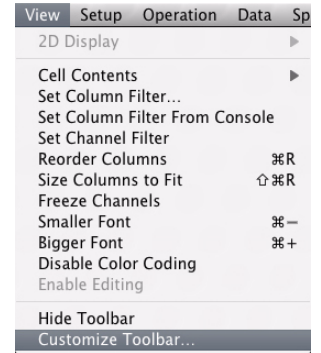 View Setup Operation Data Sp
2D Display ▶
Cell Contents ▶
Set Column Filter...
Set Column Filter From Console
Set Channel Filter
Reorder Columns ⌘R
Size Columns to Fit ⇧⌘R
Freeze Channels
Smaller Font ⌘−
Bigger Font ⌘+
Disable Color Coding
Enable Editing
Hide Toolbar
Customize Toolbar...